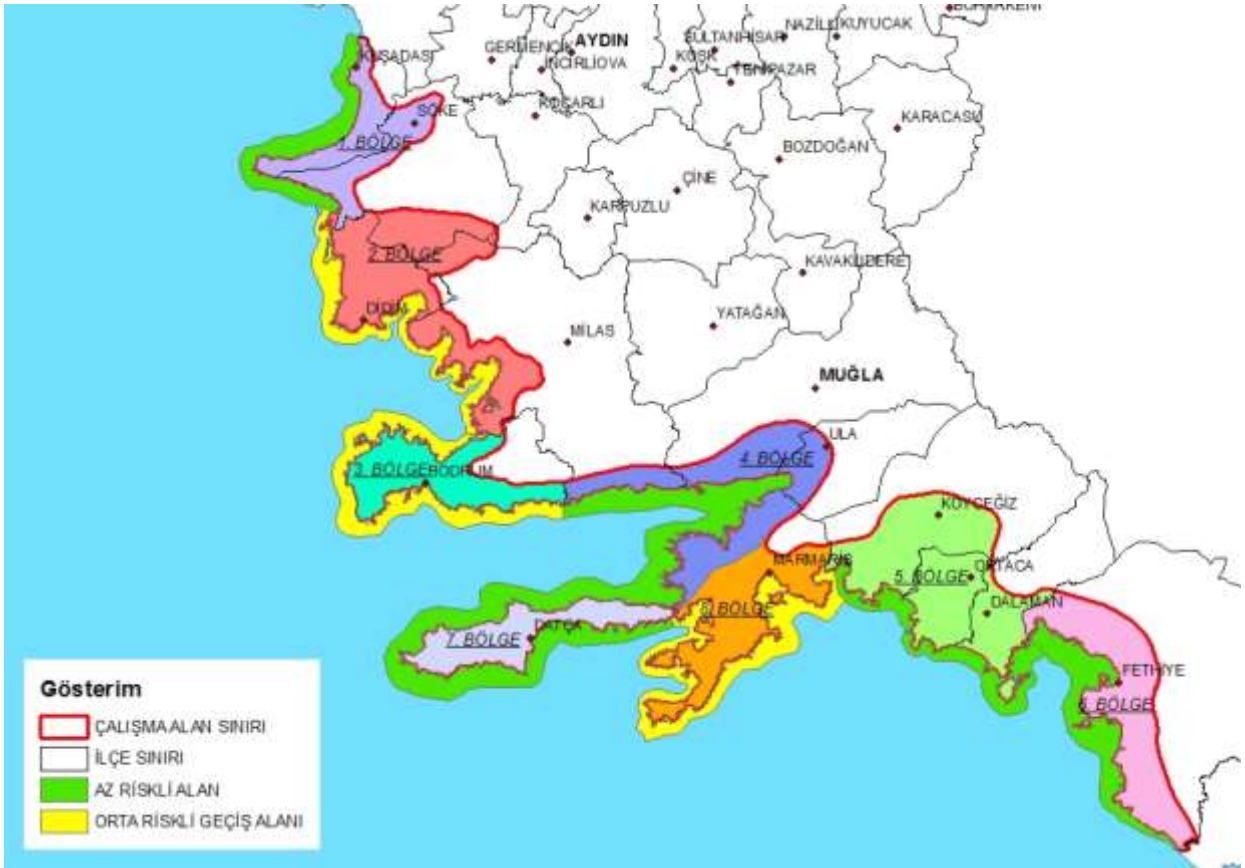 BUHARKENT
NAZİLLİ
KUYUCAK
AYDIN
SULTANHİSAR
GERMENCİK
KUŞADASI
İNCİRLİOVA
KÖŞK
YENİPAZAR
SÖKE
KOÇARLI
KARACASU
1. BÖLGE
BOZDOĞAN
ÇİNE
KARPUZLU
2. BÖLGE
KAVAKLIDERE
DİDİM
MİLAS
YATAĞAN
MUĞLA
ULA
4. BÖLGE
3. BÖLGE
BODRUM
KÖYCEĞİZ
MARMARİS
5. BÖLGE
ORTACA
8. BÖLGE
DALAMAN
7. BÖLGE
DATÇA
FETHİYE
6. BÖLGE
Gösterim
ÇALIŞMA ALAN SINIRI
İLÇE SINIRI
AZ RİSKLİ ALAN
ORTA RİSKLİ GEÇİŞ ALANI